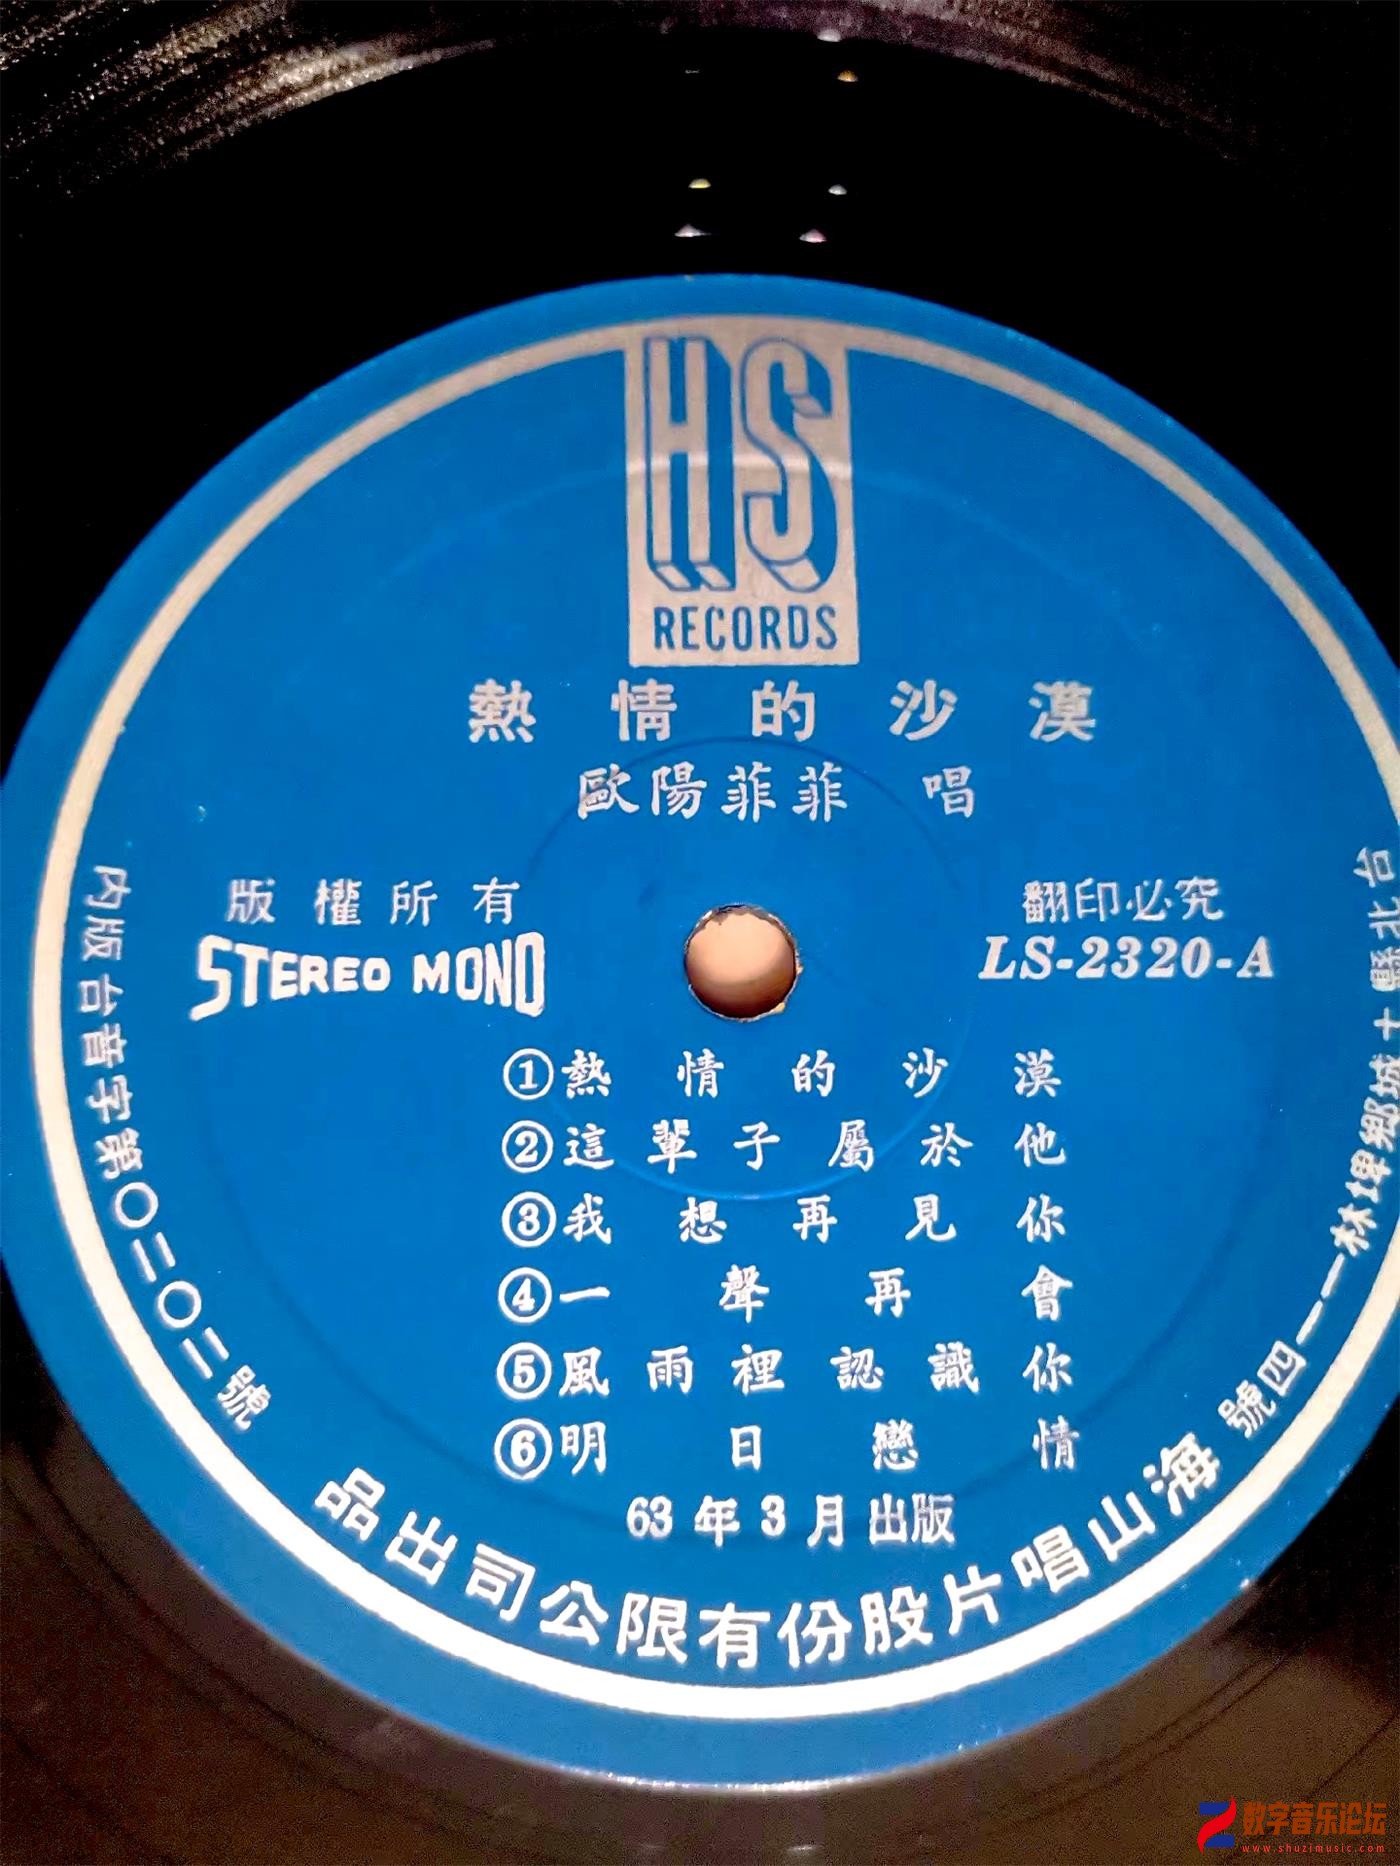 HS
RECORDS
熱情的沙漠
歐陽菲菲 唱
版權所有
STEREO MONO
翻印必究
LS-2320-A
①熱情的沙漠
②這輩子屬於他
③我想再見你
④一聲再會
⑤風雨裡認識你
⑥明日戀情
63年3月出版
內版台音字第〇二〇二號
海山唱片股份有限公司出品
台北縣土城鄉埤林一一四號
数字音乐论坛
www.shuzimusic.com